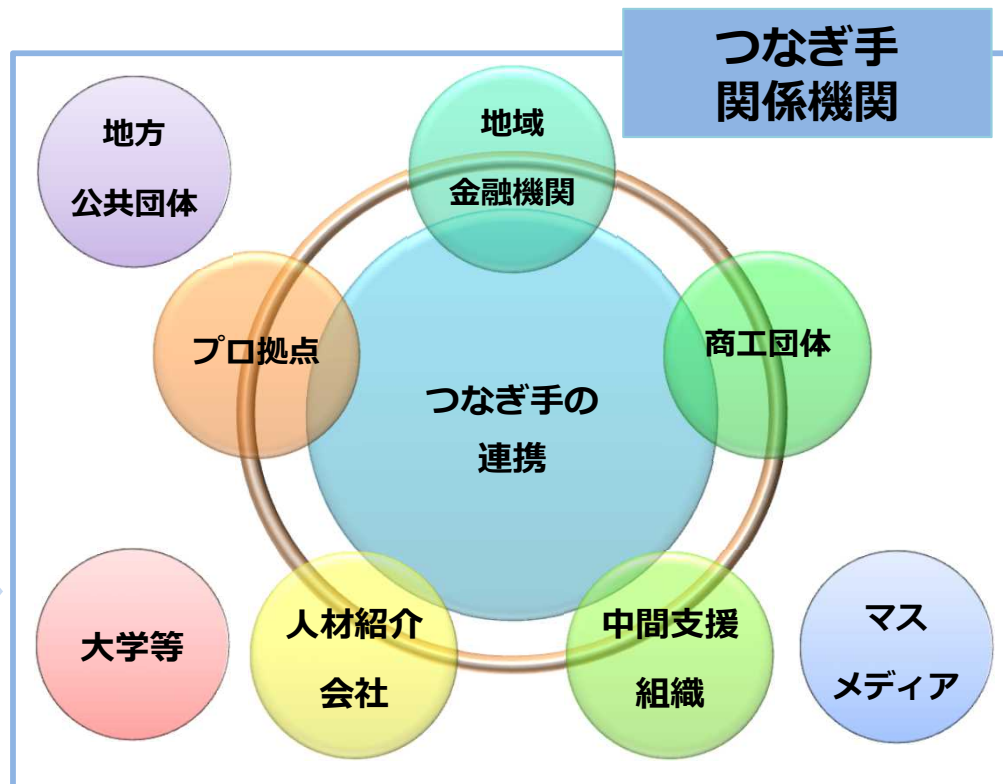 つなぎ手
関係機関
地方
公共団体
地域
金融機関
プロ拠点
商工団体
つなぎ手の
連携
大学等
人材紹介
会社
中間支援
組織
マス
メディア